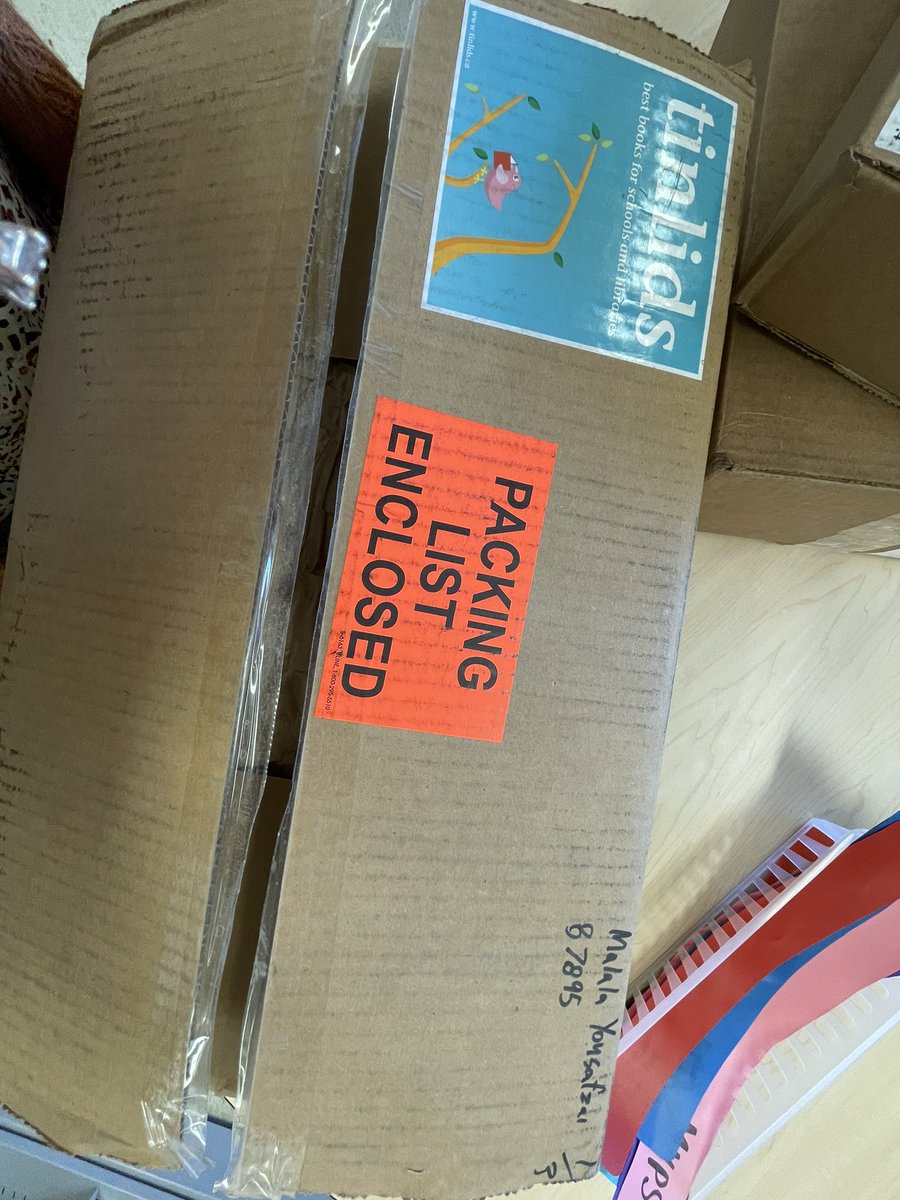 tinlids
best books for schools and libraries
www.tinlids.ca
PACKING
LIST
ENCLOSED
Malala Yousafzai
87895